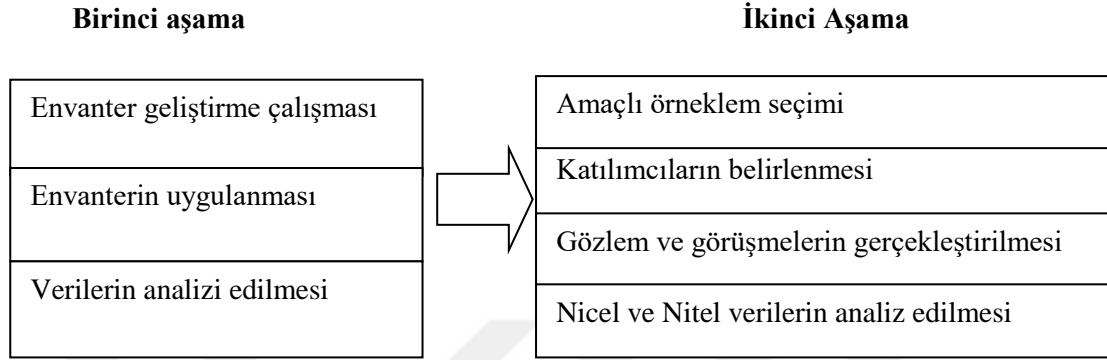 Birinci aşama
İkinci Aşama
Envanter geliştirme çalışması
Envanterin uygulanması
Verilerin analizi edilmesi
Amaçlı örneklem seçimi
Katılımcıların belirlenmesi
Gözlem ve görüşmelerin gerçekleştirilmesi
Nicel ve Nitel verilerin analiz edilmesi